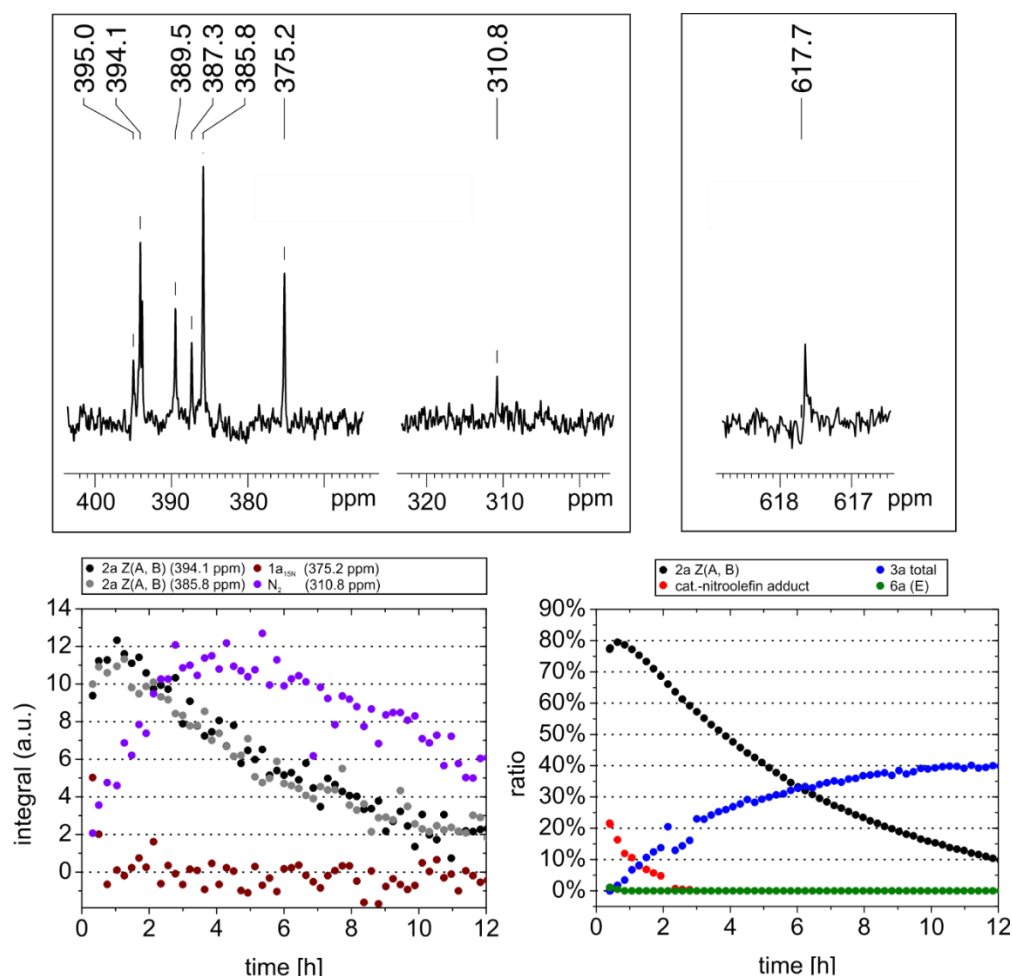 395.0
394.1
389.5
387.3
385.8
375.2
310.8
617.7
400 390 380 ppm
320 310 ppm
618 617 ppm
2a Z(A, B) (394.1 ppm) 1a15N (375.2 ppm)
2a Z(A, B) (385.8 ppm) N2 (310.8 ppm)
14
12
10
8
6
4
2
0
integral (a.u.)
0 2 4 6 8 10 12
time [h]
2a Z(A, B) 3a total
cat.-nitroolefin adduct 6a (E)
90%
80%
70%
60%
50%
40%
30%
20%
10%
0%
ratio
0 2 4 6 8 10 12
time [h]